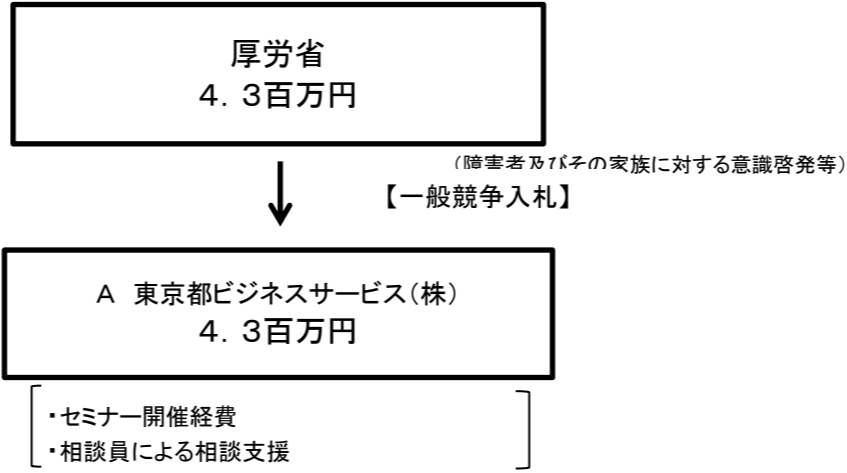 厚労省
４．３百万円
（障害者及びその家族に対する意識啓発等）
【一般競争入札】
A　東京都ビジネスサービス（株）
４．３百万円
・セミナー開催経費
・相談員による相談支援